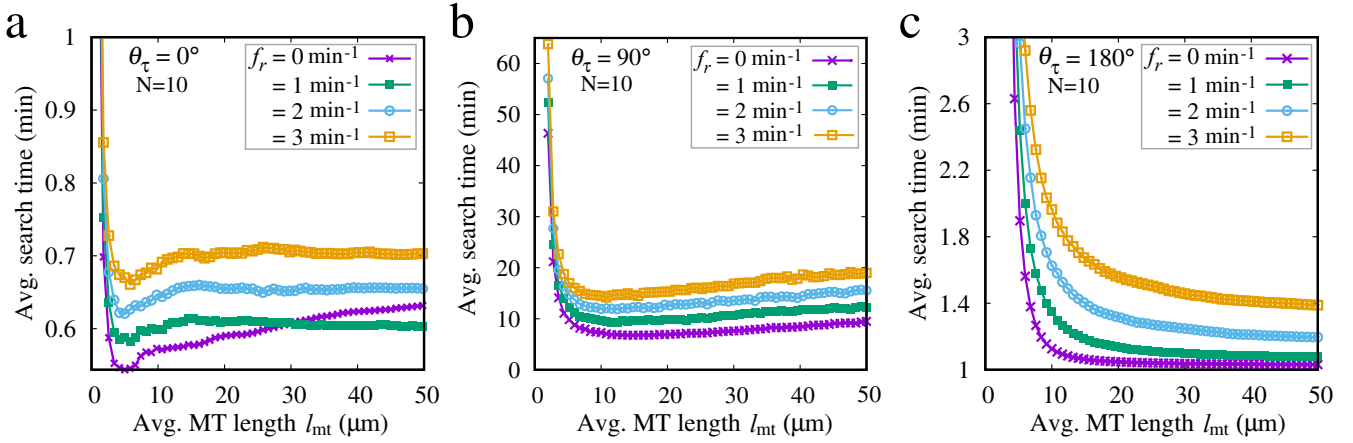 a
Avg. search time (min)
1
0.9
0.8
0.7
0.6
θτ = 0°
N=10
fr = 0 min-1
= 1 min-1
= 2 min-1
= 3 min-1
0 10 20 30 40 50
Avg. MT length lmt (μm)
b
Avg. search time (min)
60
50
40
30
20
10
0
θτ = 90°
N=10
fr = 0 min-1
= 1 min-1
= 2 min-1
= 3 min-1
0 10 20 30 40 50
Avg. MT length lmt (μm)
c
Avg. search time (min)
3
2.6
2.2
1.8
1.4
1
θτ = 180°
N=10
fr = 0 min-1
= 1 min-1
= 2 min-1
= 3 min-1
0 10 20 30 40 50
Avg. MT length lmt (μm)